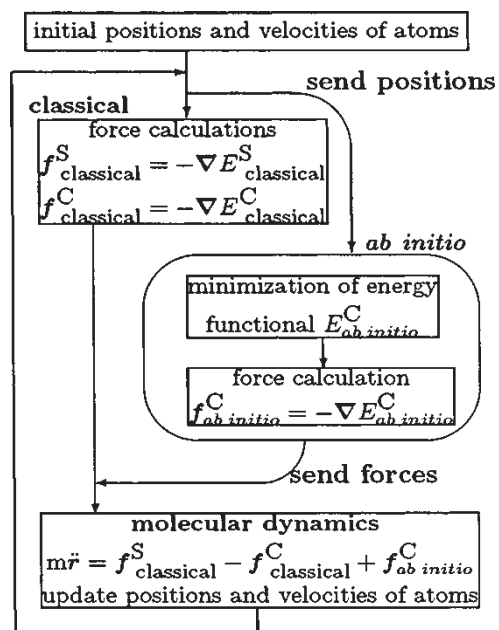 initial positions and velocities of atoms
send positions
classical
force calculations
f^S_classical = −∇E^S_classical
f^C_classical = −∇E^C_classical
ab initio
minimization of energy
functional E^C_ab initio
force calculation
f^C_ab initio = −∇E^C_ab initio
send forces
molecular dynamics
mr̈ = f^S_classical − f^C_classical + f^C_ab initio
update positions and velocities of atoms